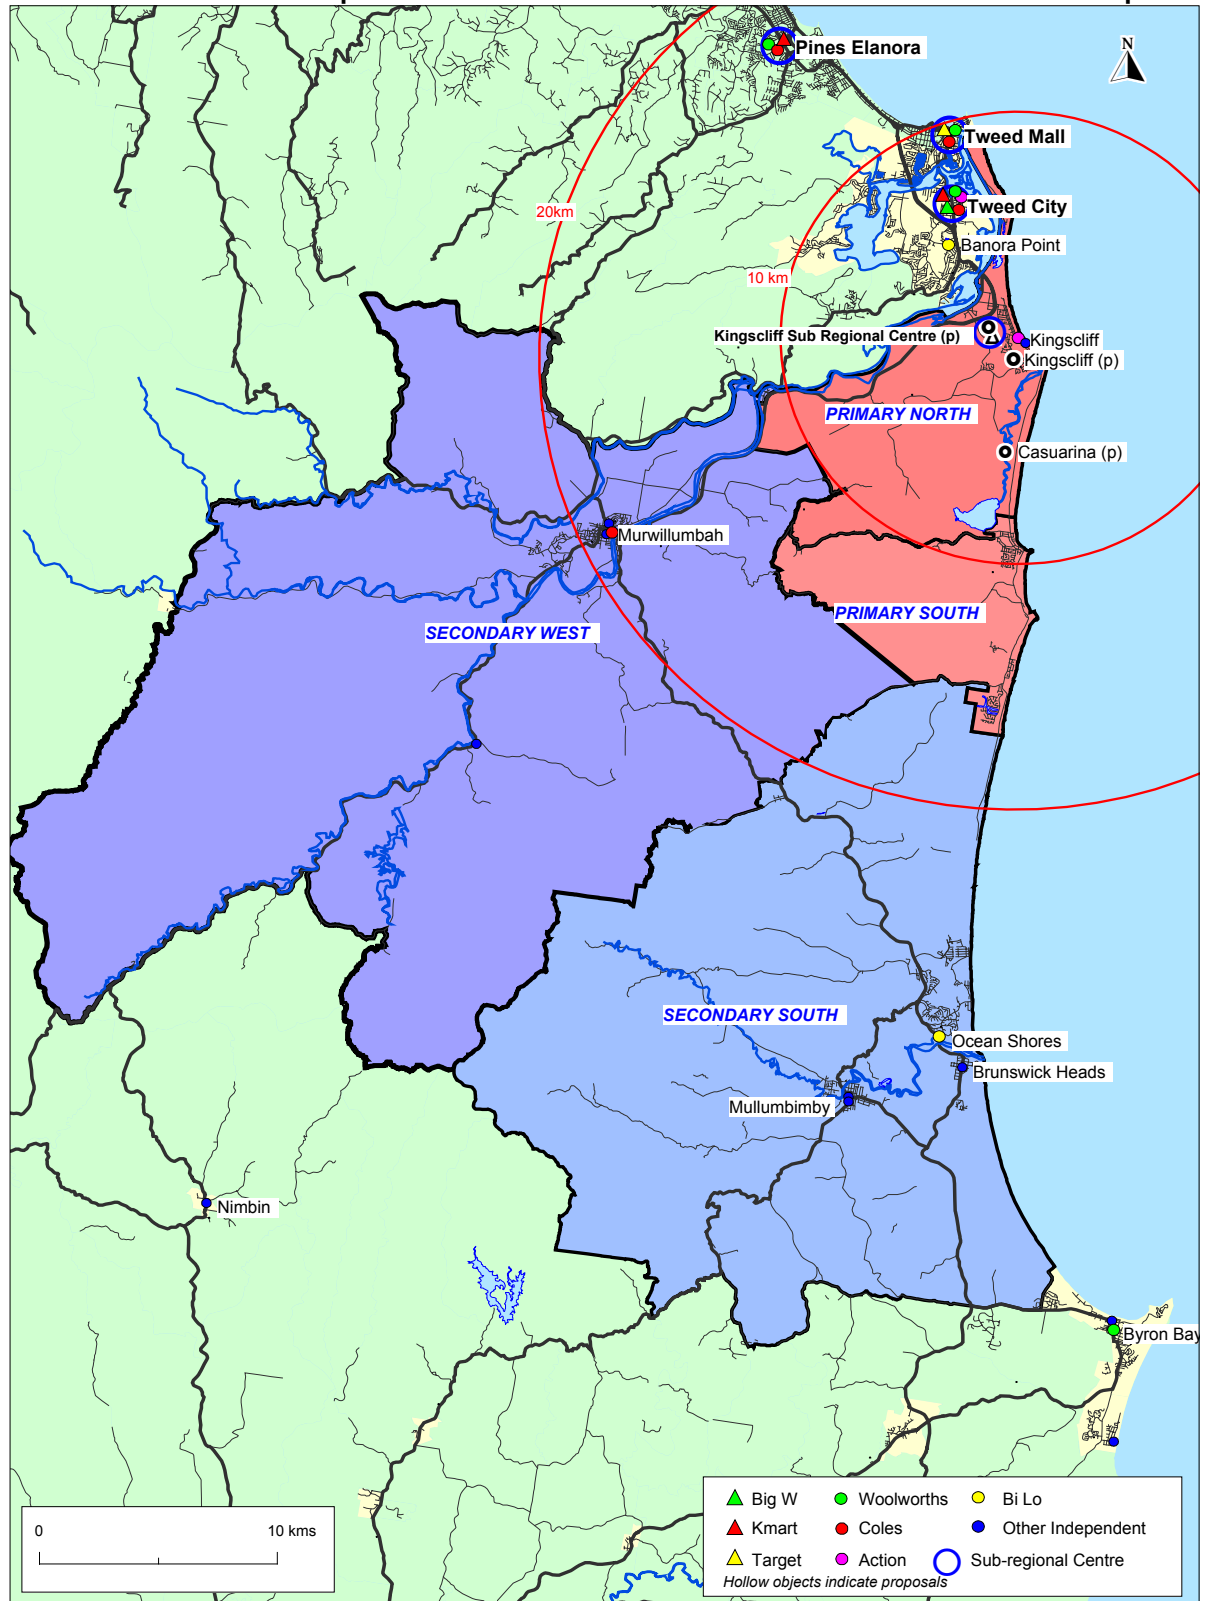 N
Pines Elanora
Tweed Mall
Tweed City
20km
Banora Point
10 km
Kingscliff Sub Regional Centre (p)
Kingscliff
Kingscliff (p)
PRIMARY NORTH
Casuarina (p)
Murwillumbah
PRIMARY SOUTH
SECONDARY WEST
SECONDARY SOUTH
Ocean Shores
Brunswick Heads
Mullumbimby
Nimbin
Byron Bay
0 10 kms
Big W Woolworths Bi Lo
Kmart Coles Other Independent
Target Action Sub-regional Centre
Hollow objects indicate proposals